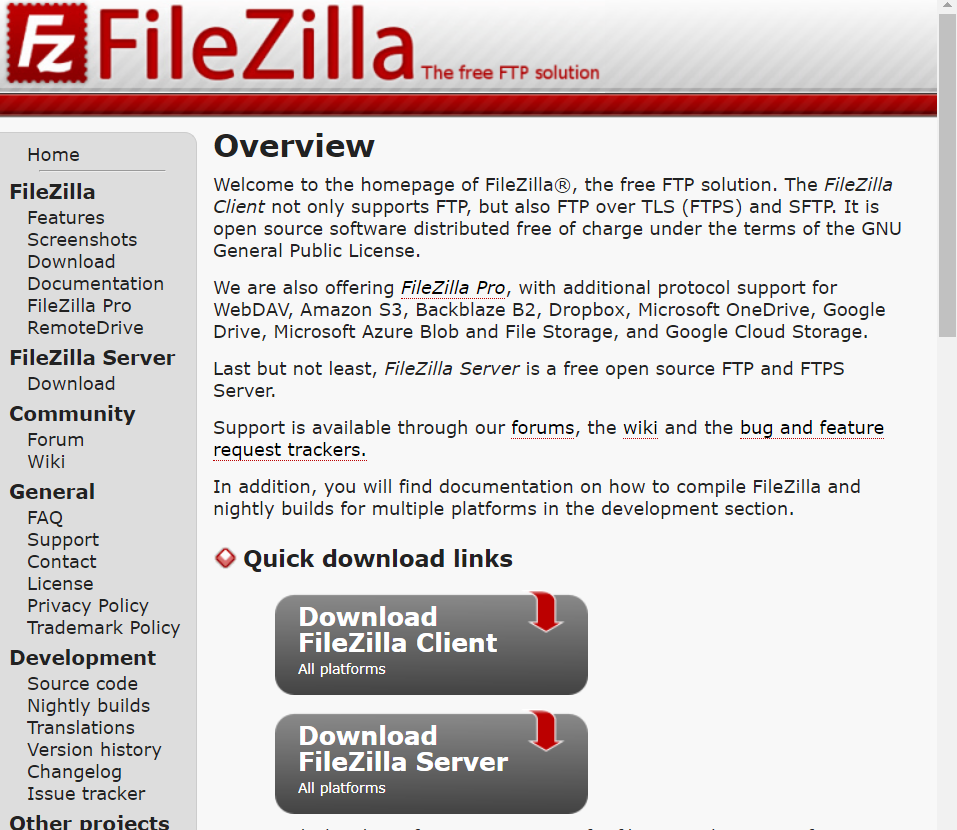 Fz FileZilla The free FTP solution
Home
FileZilla
Features
Screenshots
Download
Documentation
FileZilla Pro
RemoteDrive
FileZilla Server
Download
Community
Forum
Wiki
General
FAQ
Support
Contact
License
Privacy Policy
Trademark Policy
Development
Source code
Nightly builds
Translations
Version history
Changelog
Issue tracker
Other projects
Overview
Welcome to the homepage of FileZilla®, the free FTP solution. The FileZilla
Client not only supports FTP, but also FTP over TLS (FTPS) and SFTP. It is
open source software distributed free of charge under the terms of the GNU
General Public License.
We are also offering FileZilla Pro, with additional protocol support for
WebDAV, Amazon S3, Backblaze B2, Dropbox, Microsoft OneDrive, Google
Drive, Microsoft Azure Blob and File Storage, and Google Cloud Storage.
Last but not least, FileZilla Server is a free open source FTP and FTPS
Server.
Support is available through our forums, the wiki and the bug and feature
request trackers.
In addition, you will find documentation on how to compile FileZilla and
nightly builds for multiple platforms in the development section.
Quick download links
Download
FileZilla Client
All platforms
Download
FileZilla Server
All platforms